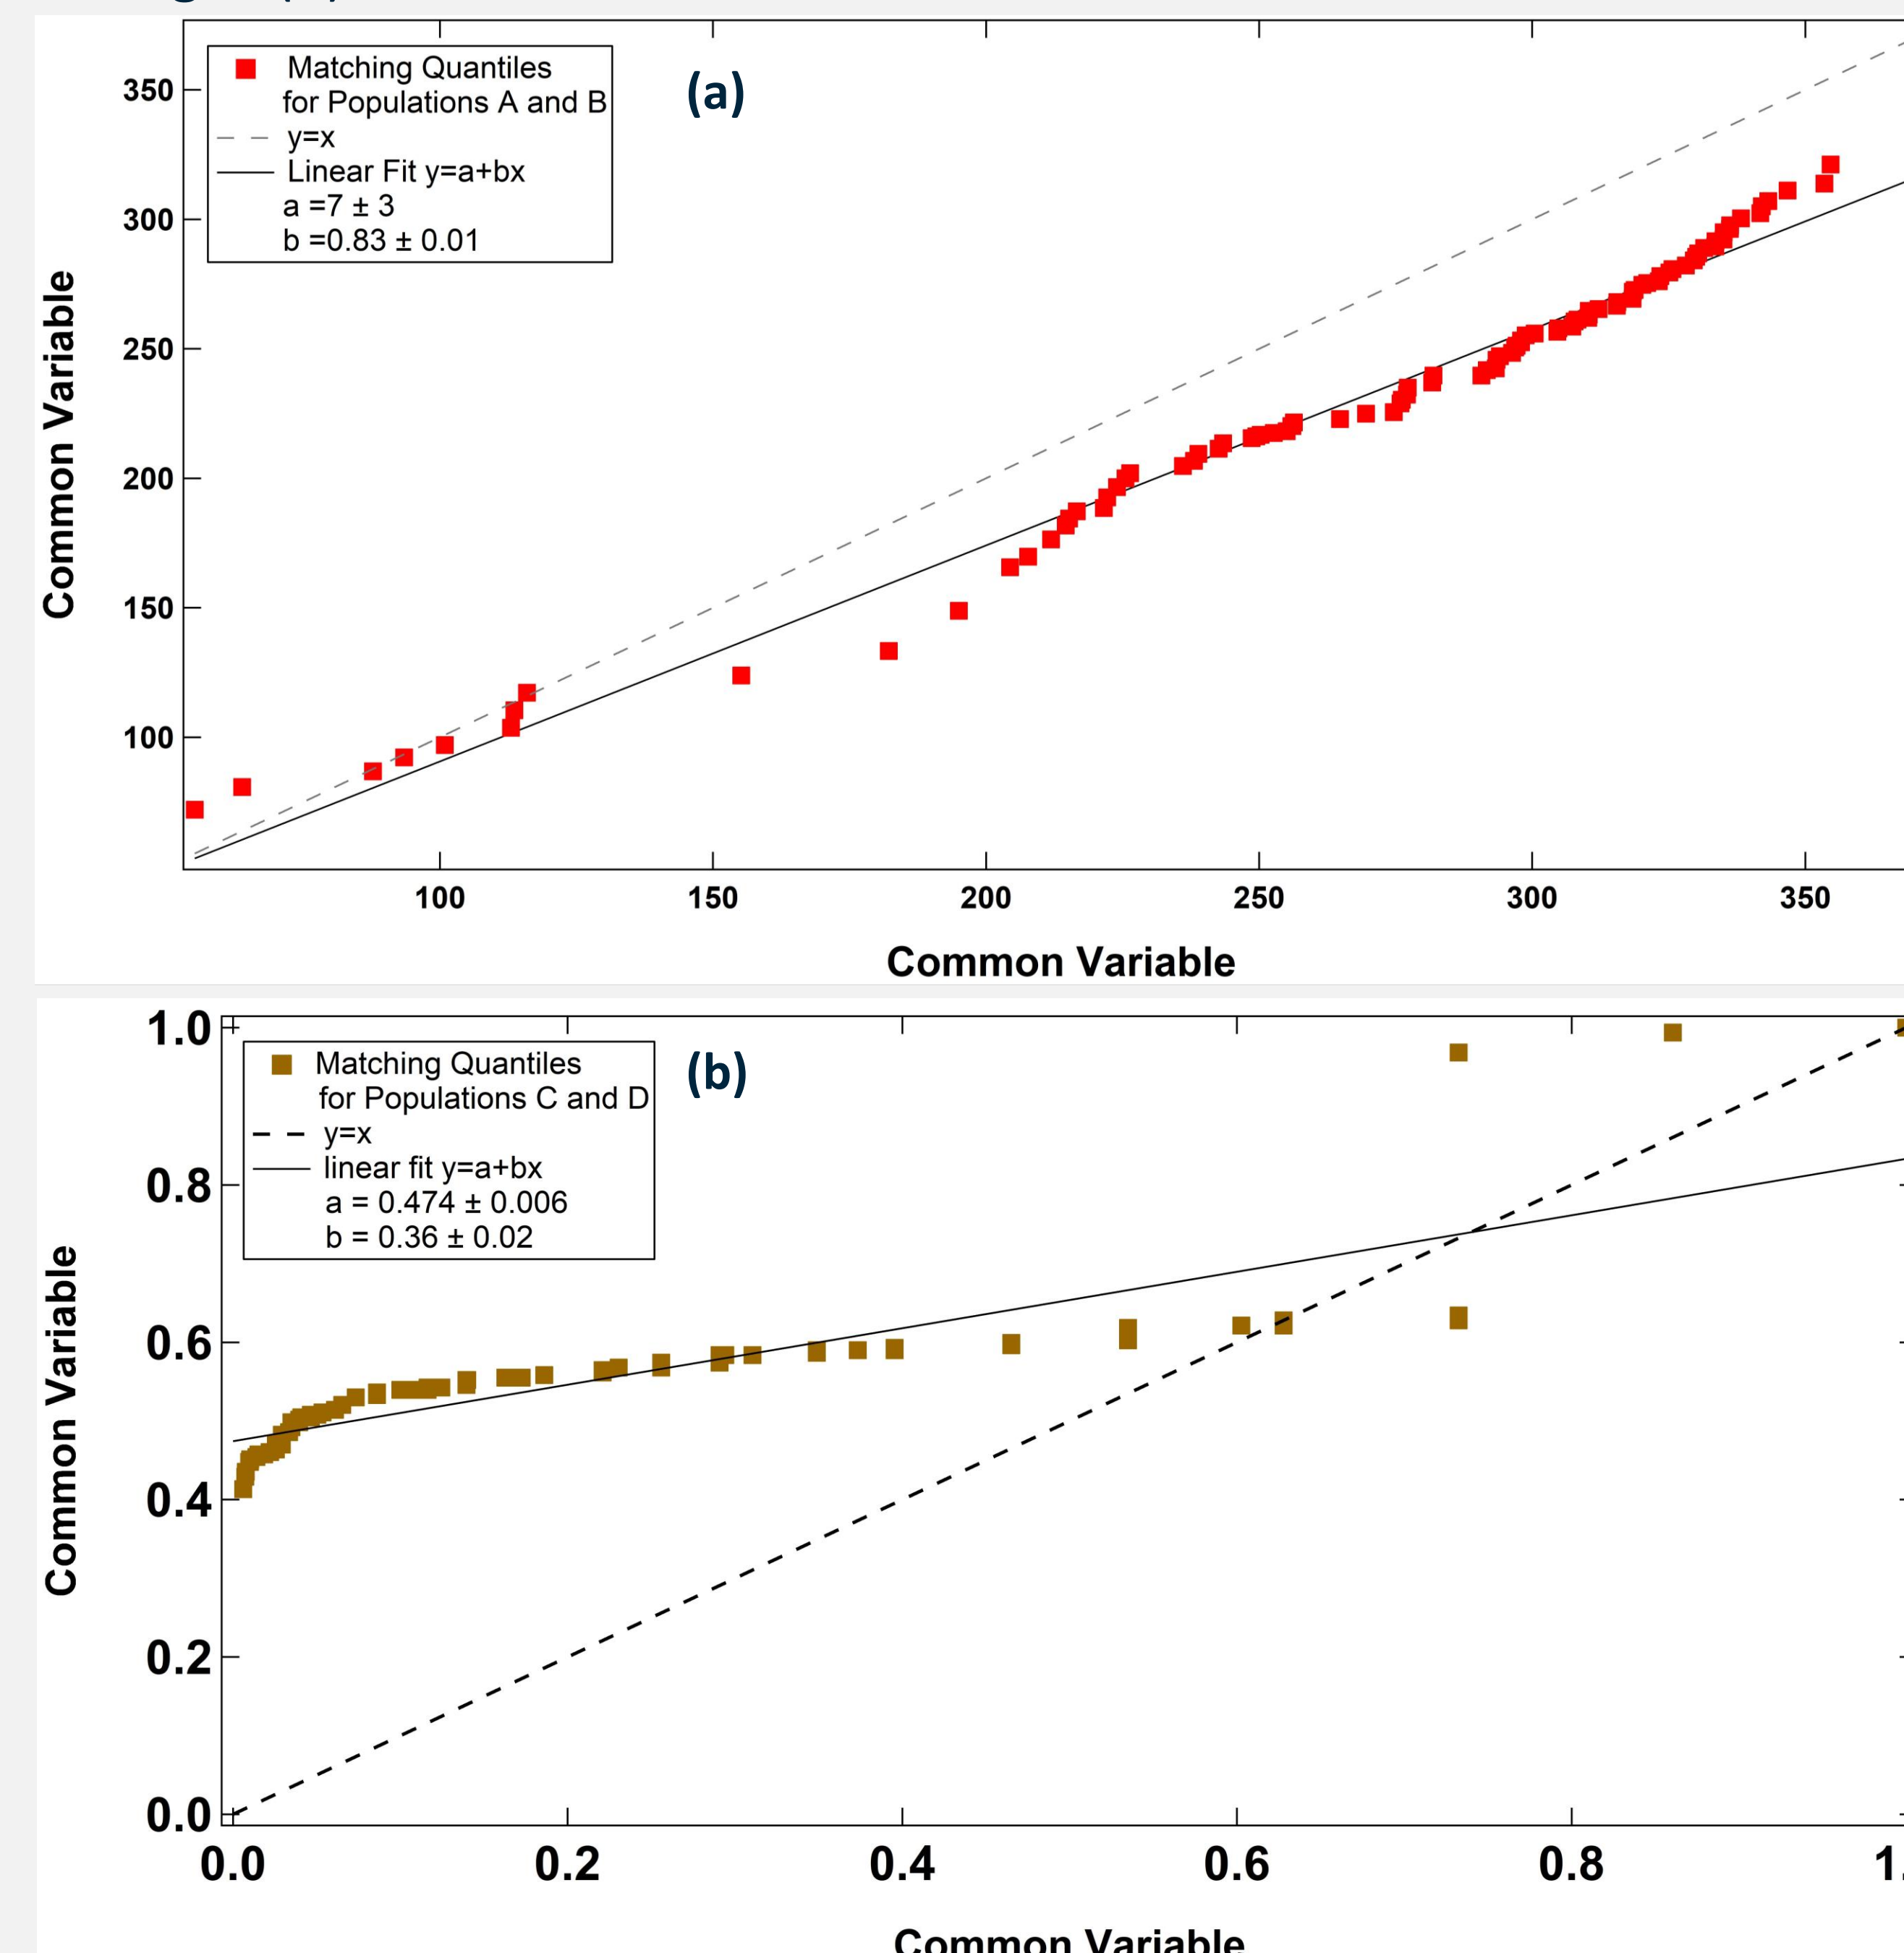 (a)
Matching Quantiles
for Populations A and B
y=x
Linear Fit y=a+bx
a =7 ± 3
b =0.83 ± 0.01
350
300
250
200
150
100
Common Variable
100 150 200 250 300 350
Common Variable
(b)
Matching Quantiles
for Populations C and D
y=x
linear fit y=a+bx
a = 0.474 ± 0.006
b = 0.36 ± 0.02
1.0
0.8
0.6
0.4
0.2
0.0
Common Variable
0.0 0.2 0.4 0.6 0.8 1.
Common Variable